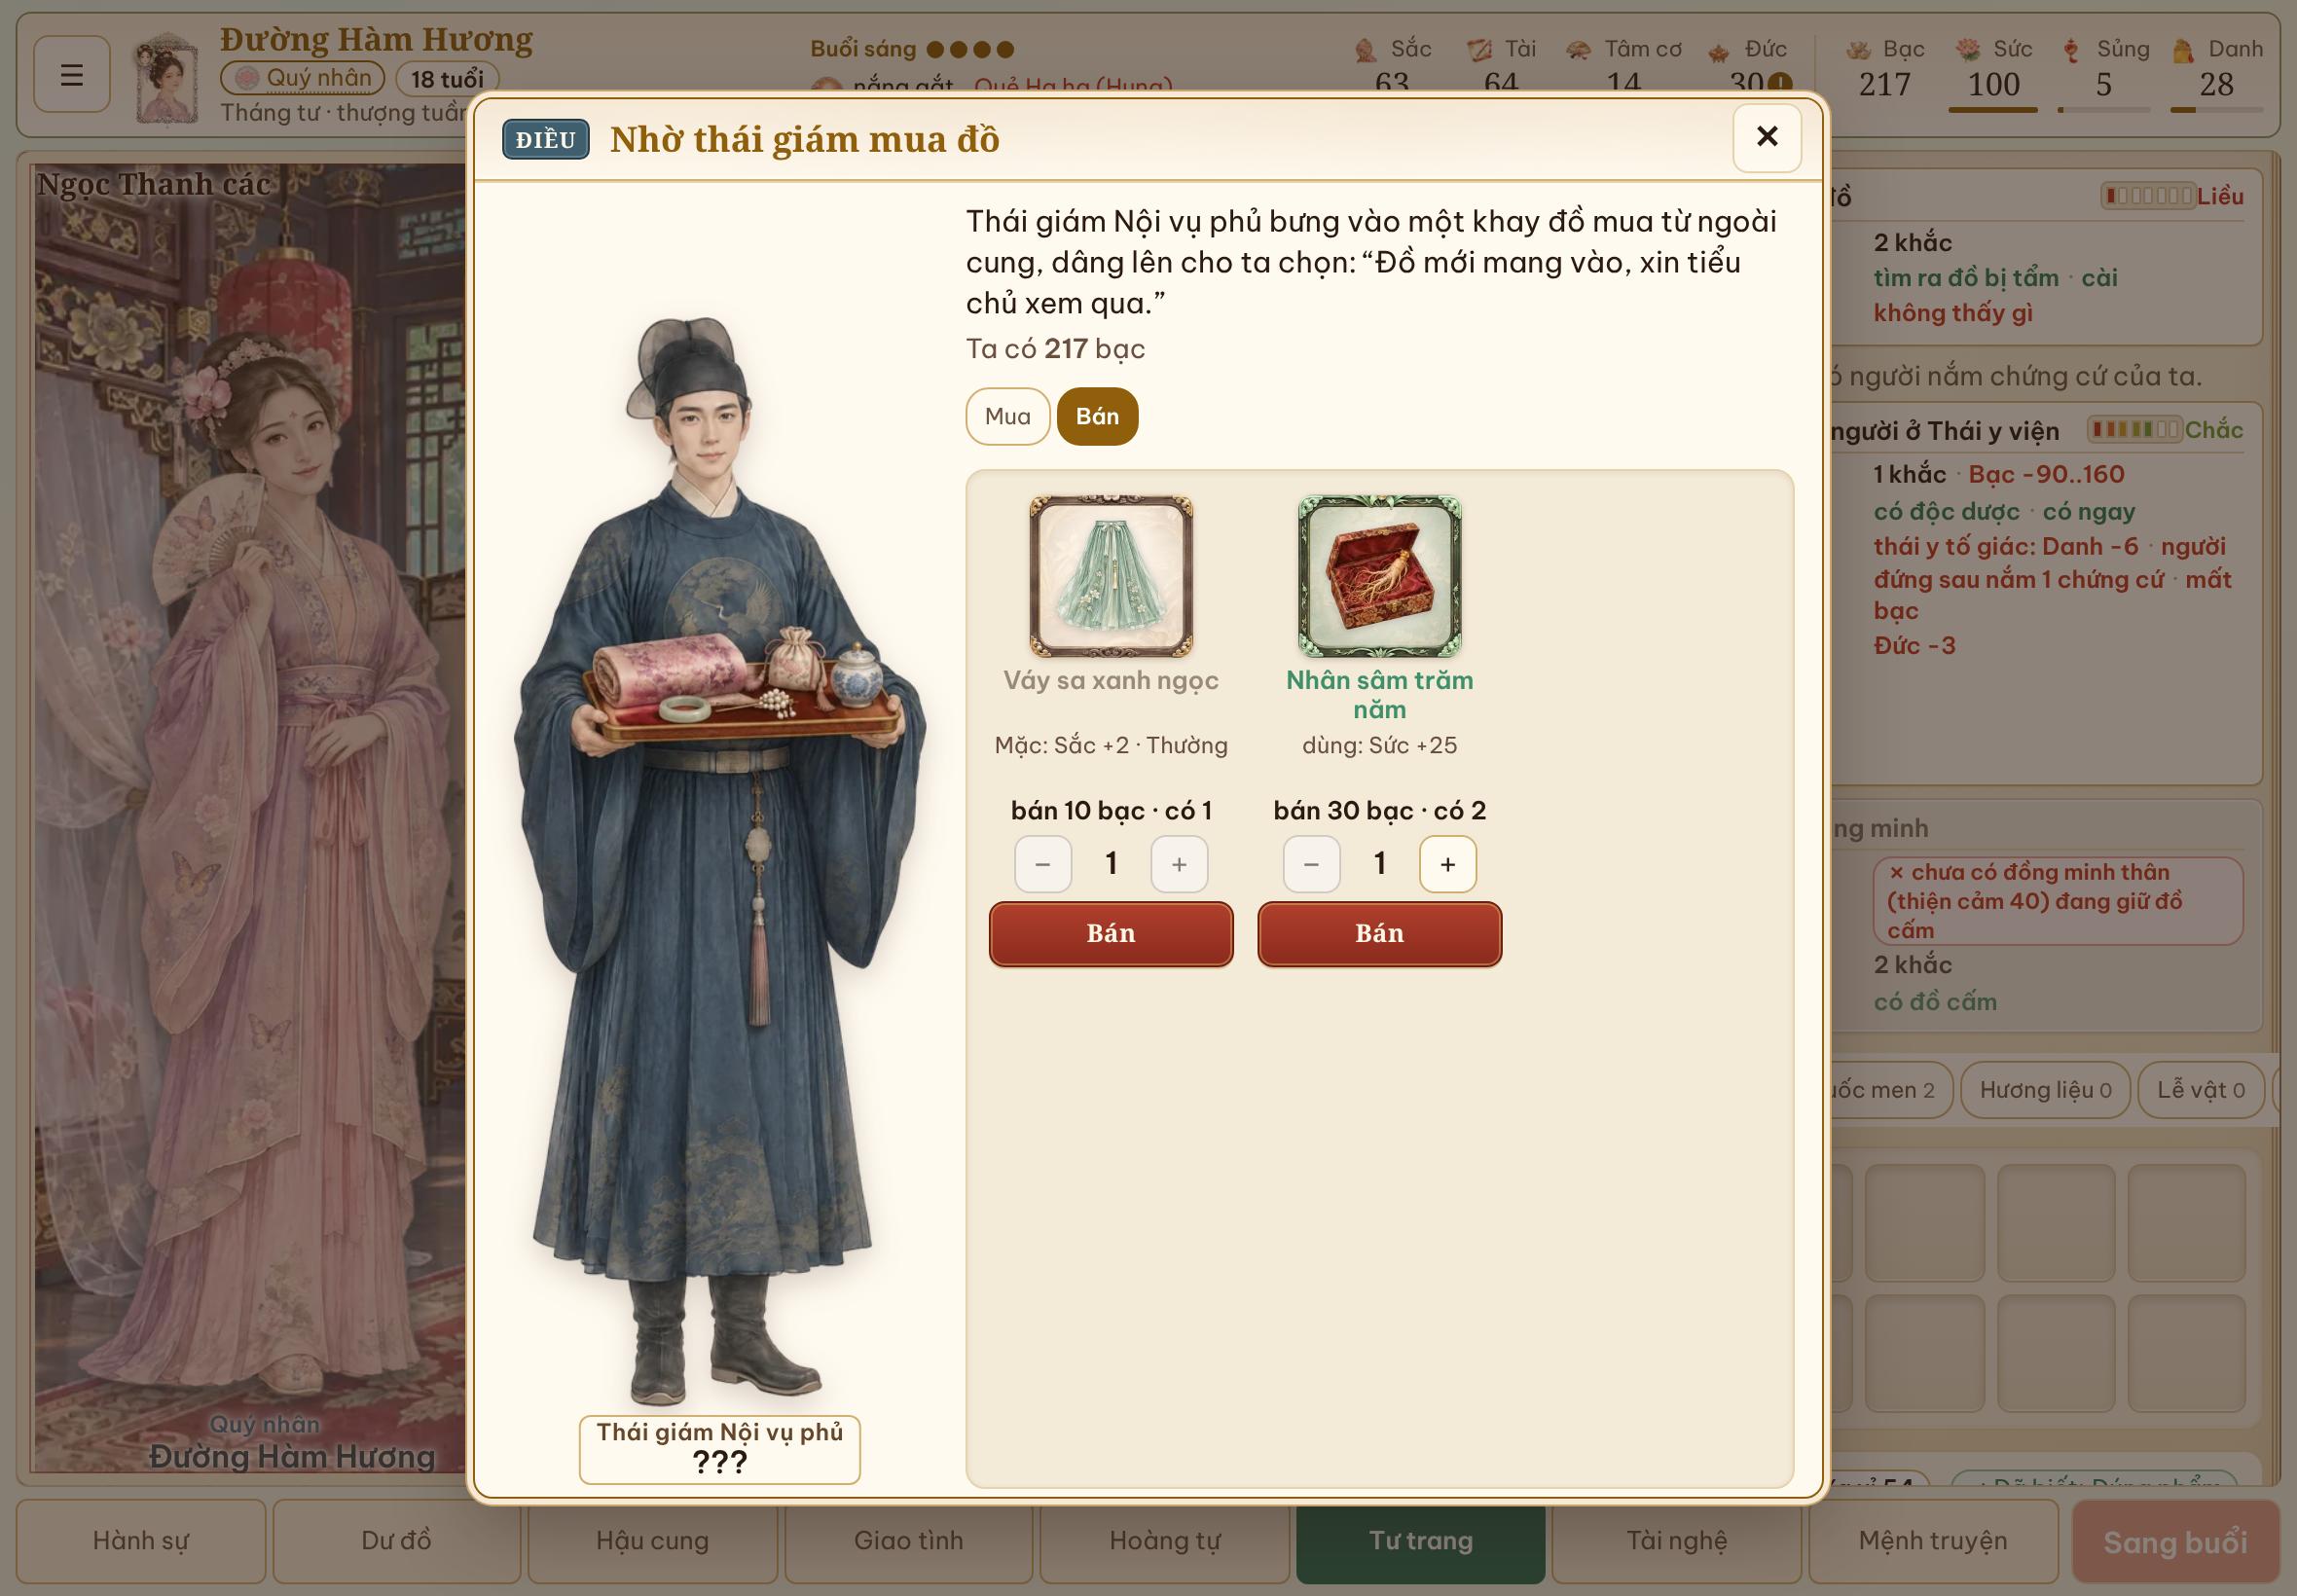 Đường Hàm Hương
Quý nhân
18 tuổi
Tháng tư · thượng tuần
Buổi sáng
nắng gắt
Quẻ Hạ hạ (Hung)
Sắc
63
Tài
64
Tâm cơ
14
Đức
30
Bạc
217
Sức
100
Sủng
5
Danh
28
ĐIỀU
Nhờ thái giám mua đồ
Ngọc Thanh các
Quý nhân
Đường Hàm Hương
Thái giám Nội vụ phủ bưng vào một khay đồ mua từ ngoài
cung, dâng lên cho ta chọn: “Đồ mới mang vào, xin tiểu
chủ xem qua.”
Ta có 217 bạc
Mua
Bán
Váy sa xanh ngọc
Mặc: Sắc +2 · Thường
bán 10 bạc · có 1
− 1 +
Bán
Nhân sâm trăm
năm
dùng: Sức +25
bán 30 bạc · có 2
− 1 +
Bán
Thái giám Nội vụ phủ
???
Liều
2 khắc
tìm ra đồ bị tẩm · cài
không thấy gì
người nắm chứng cứ của ta.
người ở Thái y viện
Chắc
1 khắc · Bạc -90..160
có độc dược · có ngay
thái y tố giác: Danh -6 · người
đứng sau nắm 1 chứng cứ · mất
bạc
Đức -3
minh
× chưa có đồng minh thân
(thiện cảm 40) đang giữ đồ
cấm
2 khắc
có đồ cấm
men 2
Hương liệu 0
Lễ vật 0
Hành sự
Dư đồ
Hậu cung
Giao tình
Hoàng tự
Tư trang
Tài nghệ
Mệnh truyện
Sang buổi